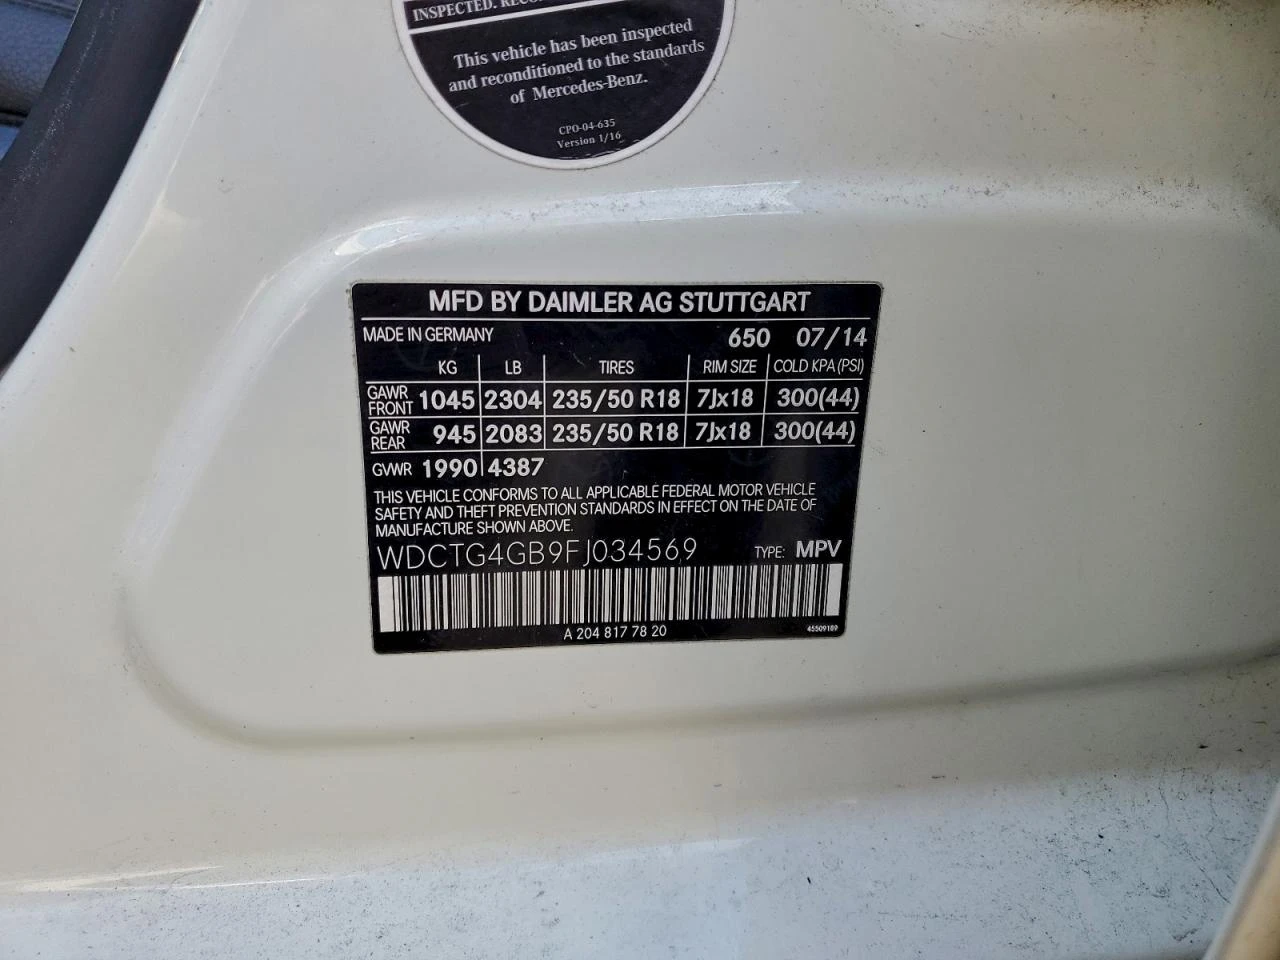 INSPECTED.
This vehicle has been inspected
and reconditioned to the standards
of Mercedes-Benz.
CPO-04-635
Version 1/16
MFD BY DAIMLER AG STUTTGART
MADE IN GERMANY 650 07/14
KG LB TIRES RIM SIZE COLD KPA (PSI)
GAWR FRONT 1045 2304 235/50 R18 7Jx18 300(44)
GAWR REAR 945 2083 235/50 R18 7Jx18 300(44)
GVWR 1990 4387
THIS VEHICLE CONFORMS TO ALL APPLICABLE FEDERAL MOTOR VEHICLE
SAFETY AND THEFT PREVENTION STANDARDS IN EFFECT ON THE DATE OF
MANUFACTURE SHOWN ABOVE.
WDCTG4GB9FJ034569 TYPE: MPV
A 204 817 78 20 45509189